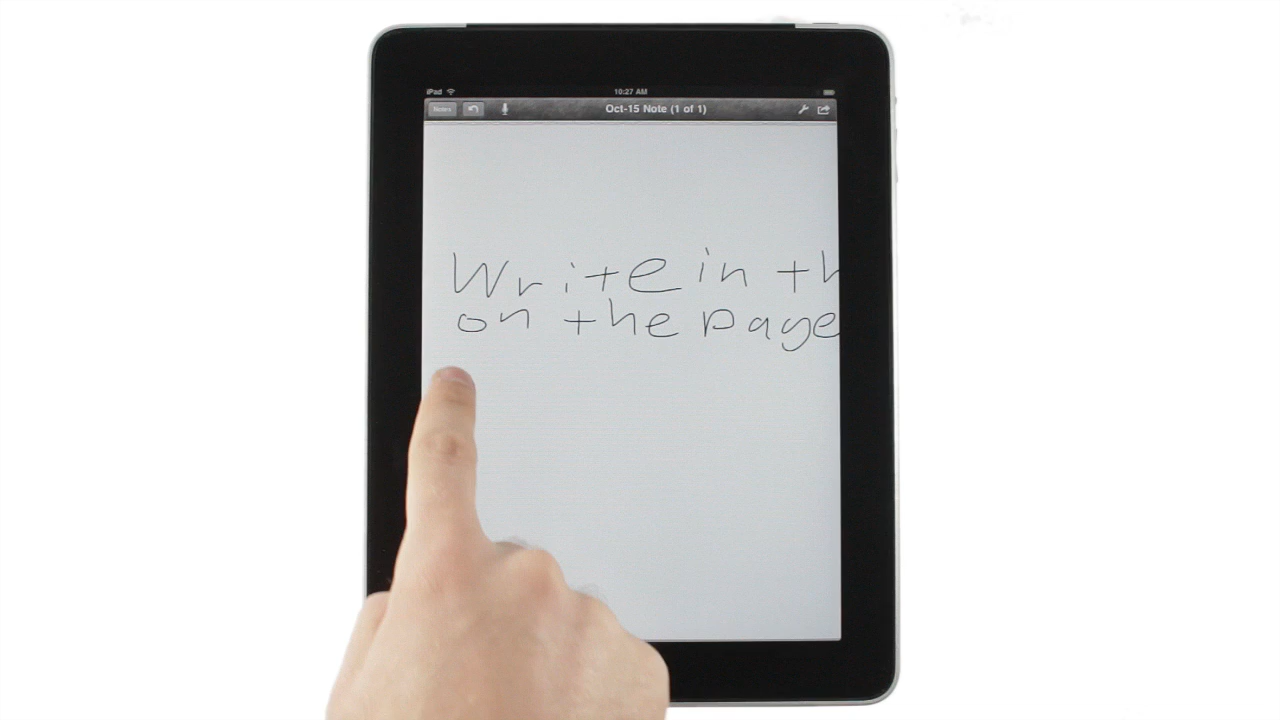 iPad 10:27 AM
Notes Oct-15 Note (1 of 1)
Write in th
on the page